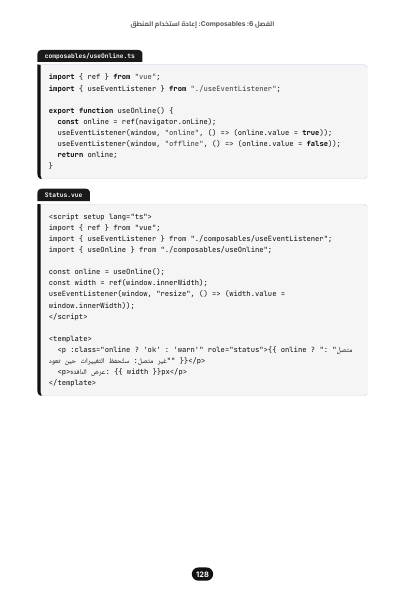 الفصل 6: Composables: إعادة استخدام المنطق
composables/useOnline.ts
import { ref } from "vue";
import { useEventListener } from "./useEventListener";
export function useOnline() {
  const online = ref(navigator.onLine);
  useEventListener(window, "online", () => (online.value = true));
  useEventListener(window, "offline", () => (online.value = false));
  return online;
}
Status.vue
<script setup lang="ts">
import { ref } from "vue";
import { useEventListener } from "./composables/useEventListener";
import { useOnline } from "./composables/useOnline";
const online = useOnline();
const width = ref(window.innerWidth);
useEventListener(window, "resize", () => (width.value =
window.innerWidth));
</script>
<template>
  <p :class="online ? 'ok' : 'warn'" role="status">{{ online ? "متصل" : "
غير متصل: ستُحفظ التغييرات حين تعود" }}</p>
  <p>عرض النافذة: {{ width }}px</p>
</template>
128